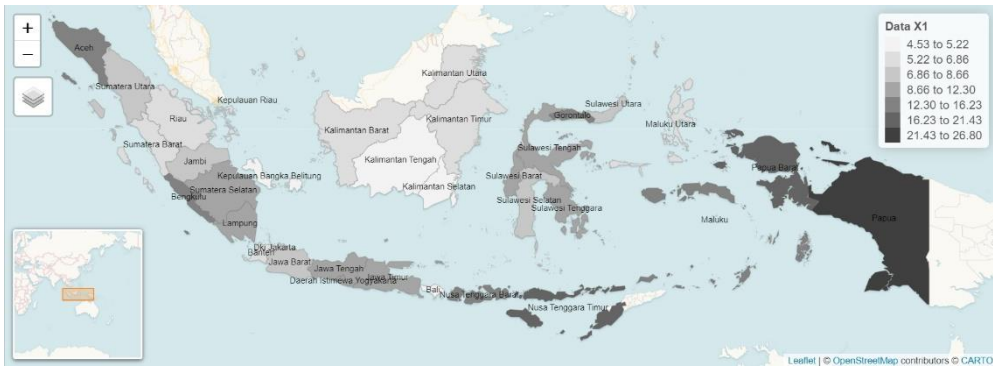 +
−
Data X1
4.53 to 5.22
5.22 to 6.86
6.86 to 8.66
8.66 to 12.30
12.30 to 16.23
16.23 to 21.43
21.43 to 26.80
Aceh
Sumatera Utara
Kepulauan Riau
Riau
Sumatera Barat
Jambi
Kepulauan Bangka Belitung
Sumatera Selatan
Bengkulu
Lampung
Kalimantan Utara
Kalimantan Barat
Kalimantan Timur
Kalimantan Tengah
Kalimantan Selatan
Sulawesi Utara
Gorontalo
Sulawesi Tengah
Sulawesi Barat
Sulawesi Selatan
Sulawesi Tenggara
Maluku Utara
Papua Barat
Maluku
Papua
Dki Jakarta
Banten
Jawa Barat
Jawa Tengah
Jawa Timur
Daerah Istimewa Yogyakarta
Bali
Nusa Tenggara Barat
Nusa Tenggara Timur
Leaflet | © OpenStreetMap contributors © CARTO